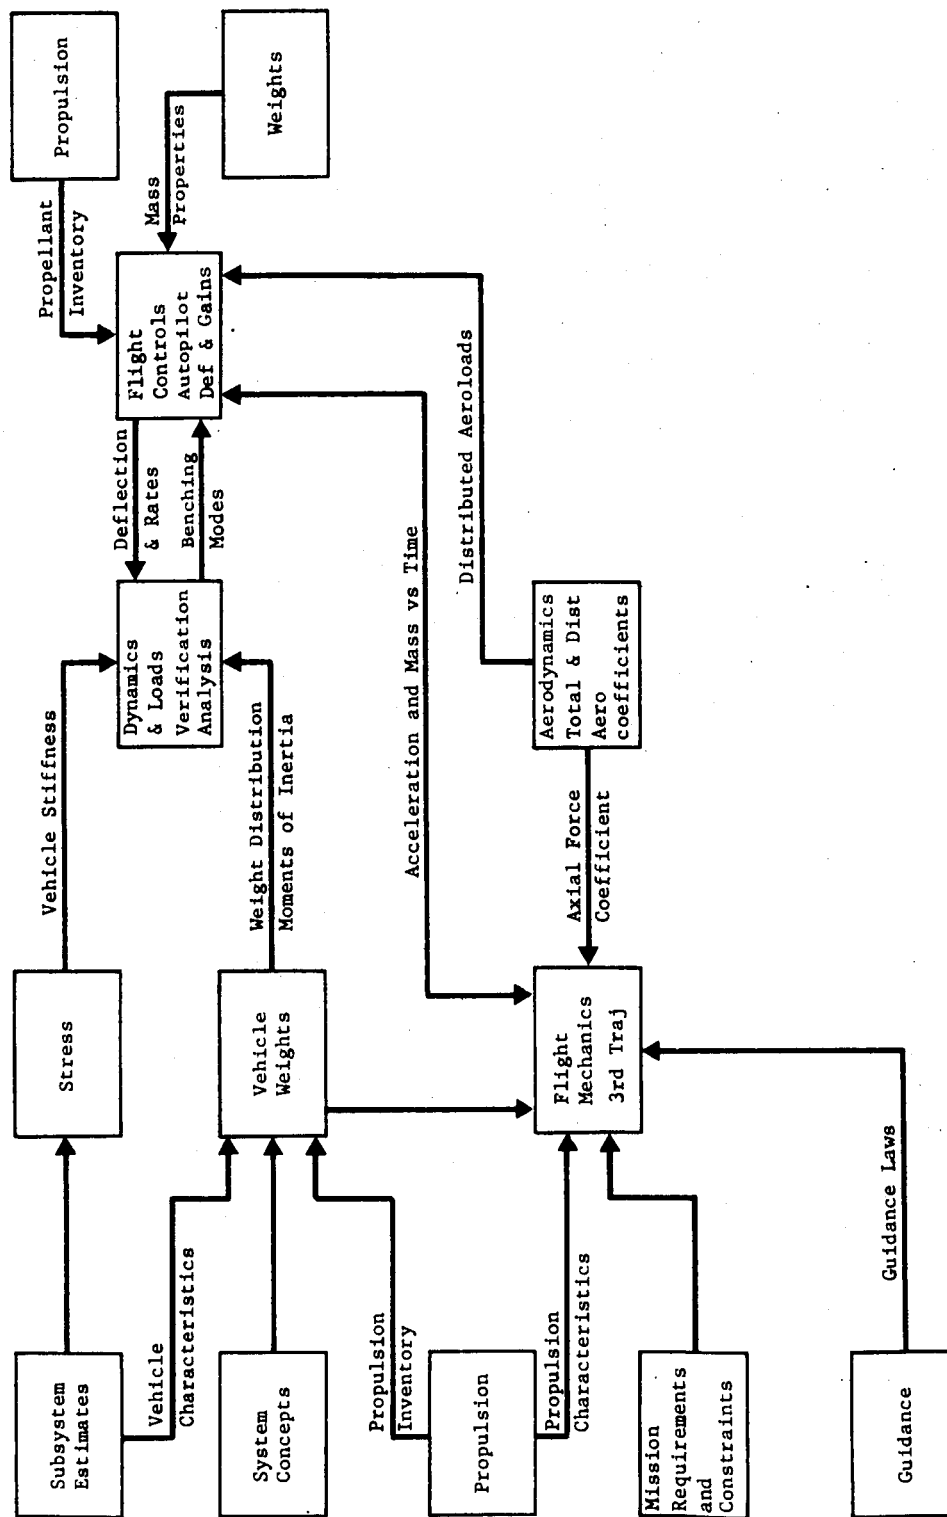 Subsystem
Estimates
System
Concepts
Propulsion
Mission
Requirements
and
Constraints
Guidance
Vehicle
Characteristics
Propulsion
Inventory
Propulsion
Characteristics
Guidance Laws
Stress
Vehicle
Weights
Flight
Mechanics
3rd Traj
Vehicle Stiffness
Weight Distribution
Moments of Inertia
Acceleration and Mass vs Time
Axial Force
Coefficient
Dynamics
& Loads
Verification
Analysis
Aerodynamics
Total & Dist
Aero
coefficients
Deflection
& Rates
Benching
Modes
Distributed Aeroloads
Flight
Controls
Autopilot
Def & Gains
Propellant
Inventory
Mass
Properties
Propulsion
Weights